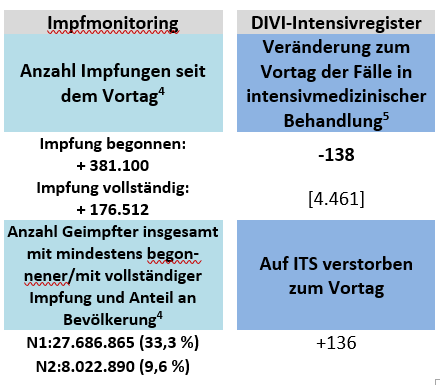 Impfmonitoring
Anzahl Impfungen seit
dem Vortag4
Impfung begonnen:
+ 381.100
Impfung vollständig:
+ 176.512
Anzahl Geimpfter insgesamt
mit mindestens begon-
nener/mit vollständiger
Impfung und Anteil an
Bevölkerung4
N1:27.686.865 (33,3 %)
N2:8.022.890 (9,6 %)
DIVI-Intensivregister
Veränderung zum
Vortag der Fälle in
intensivmedizinischer
Behandlung5
-138
[4.461]
Auf ITS verstorben
zum Vortag
+136